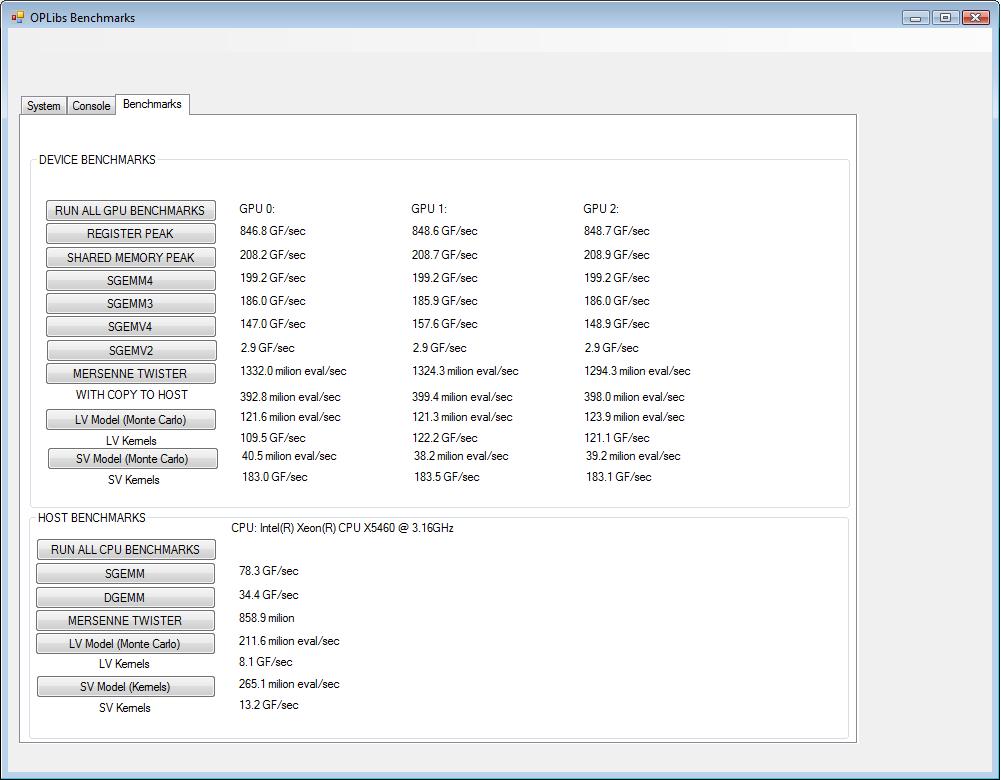 OPLibs Benchmarks
System Console Benchmarks
DEVICE BENCHMARKS
RUN ALL GPU BENCHMARKS GPU 0: GPU 1: GPU 2:
REGISTER PEAK 846.8 GF/sec 848.6 GF/sec 848.7 GF/sec
SHARED MEMORY PEAK 208.2 GF/sec 208.7 GF/sec 208.9 GF/sec
SGEMM4 199.2 GF/sec 199.2 GF/sec 199.2 GF/sec
SGEMM3 186.0 GF/sec 185.9 GF/sec 186.0 GF/sec
SGEMV4 147.0 GF/sec 157.6 GF/sec 148.9 GF/sec
SGEMV2 2.9 GF/sec 2.9 GF/sec 2.9 GF/sec
MERSENNE TWISTER 1332.0 milion eval/sec 1324.3 milion eval/sec 1294.3 milion eval/sec
WITH COPY TO HOST 392.8 milion eval/sec 399.4 milion eval/sec 398.0 milion eval/sec
LV Model (Monte Carlo) 121.6 milion eval/sec 121.3 milion eval/sec 123.9 milion eval/sec
LV Kernels 109.5 GF/sec 122.2 GF/sec 121.1 GF/sec
SV Model (Monte Carlo) 40.5 milion eval/sec 38.2 milion eval/sec 39.2 milion eval/sec
SV Kernels 183.0 GF/sec 183.5 GF/sec 183.1 GF/sec
HOST BENCHMARKS
CPU: Intel(R) Xeon(R) CPU X5460 @ 3.16GHz
RUN ALL CPU BENCHMARKS
SGEMM 78.3 GF/sec
DGEMM 34.4 GF/sec
MERSENNE TWISTER 858.9 milion
LV Model (Monte Carlo) 211.6 milion eval/sec
LV Kernels 8.1 GF/sec
SV Model (Kernels) 265.1 milion eval/sec
SV Kernels 13.2 GF/sec